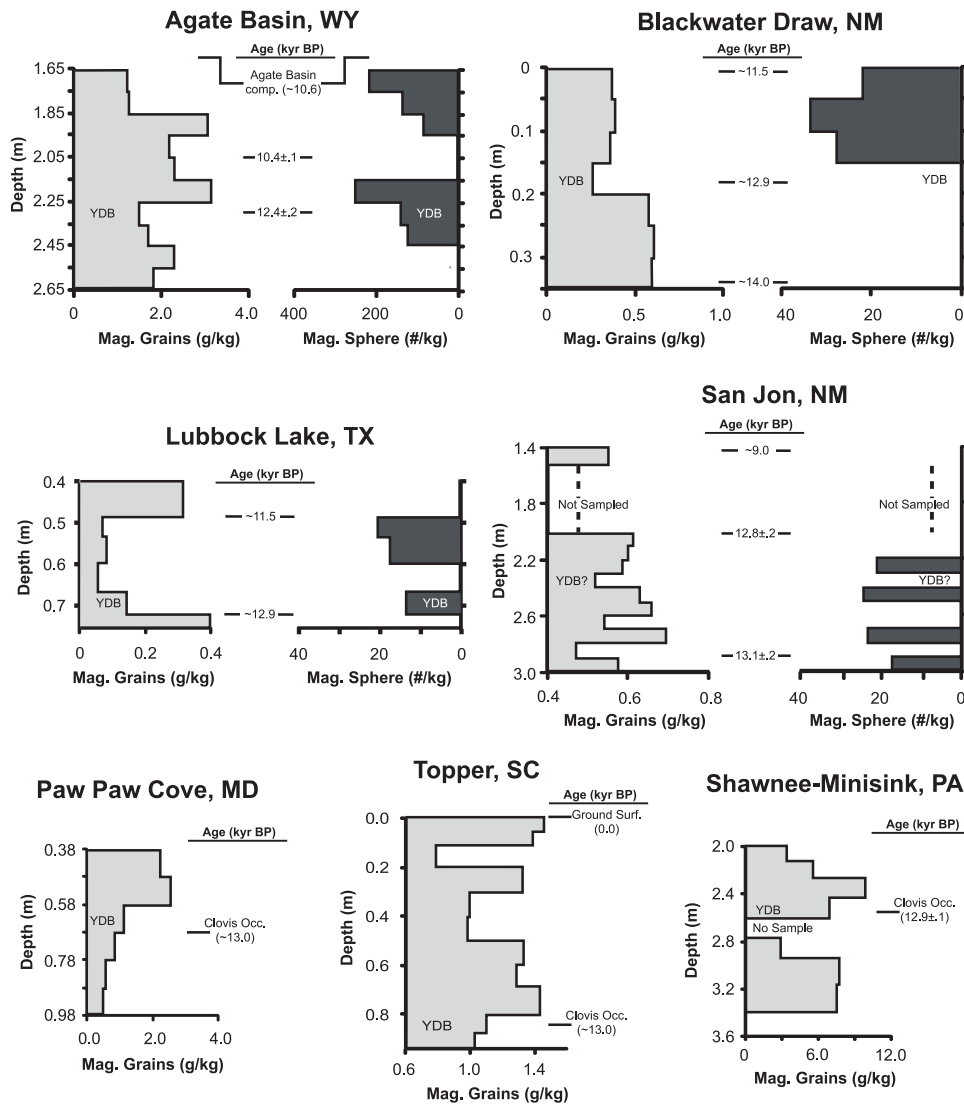 Agate Basin, WY
Age (kyr BP)
Agate Basin
comp. (~10.6)
10.4±.1
12.4±.2
YDB
YDB
Depth (m)
1.65
1.85
2.05
2.25
2.45
2.65
0
2.0
4.0
400
200
0
Mag. Grains (g/kg)
Mag. Sphere (#/kg)
Blackwater Draw, NM
Age (kyr BP)
~11.5
~12.9
~14.0
YDB
YDB
Depth (m)
0
0.1
0.2
0.3
0
0.5
1.0
40
20
0
Mag. Grains (g/kg)
Mag. Sphere (#/kg)
Lubbock Lake, TX
Age (kyr BP)
~11.5
~12.9
YDB
YDB
Depth (m)
0.4
0.5
0.6
0.7
0
0.2
0.4
40
20
0
Mag. Grains (g/kg)
Mag. Sphere (#/kg)
San Jon, NM
Age (kyr BP)
~9.0
12.8±.2
13.1±.2
Not Sampled
Not Sampled
YDB?
YDB?
Depth (m)
1.4
1.8
2.2
2.6
3.0
0.4
0.6
0.8
40
20
0
Mag. Grains (g/kg)
Mag. Sphere (#/kg)
Paw Paw Cove, MD
Age (kyr BP)
Clovis Occ.
(~13.0)
YDB
Depth (m)
0.38
0.58
0.78
0.98
0.0
2.0
4.0
Mag. Grains (g/kg)
Topper, SC
Age (kyr BP)
Ground Surf.
(0.0)
Clovis Occ.
(~13.0)
YDB
Depth (m)
0.0
0.2
0.4
0.6
0.8
0.6
1.0
1.4
Mag. Grains (g/kg)
Shawnee-Minisink, PA
Age (kyr BP)
Clovis Occ.
(12.9±.1)
YDB
No Sample
Depth (m)
2.0
2.4
2.8
3.2
3.6
0
6.0
12.0
Mag. Grains (g/kg)